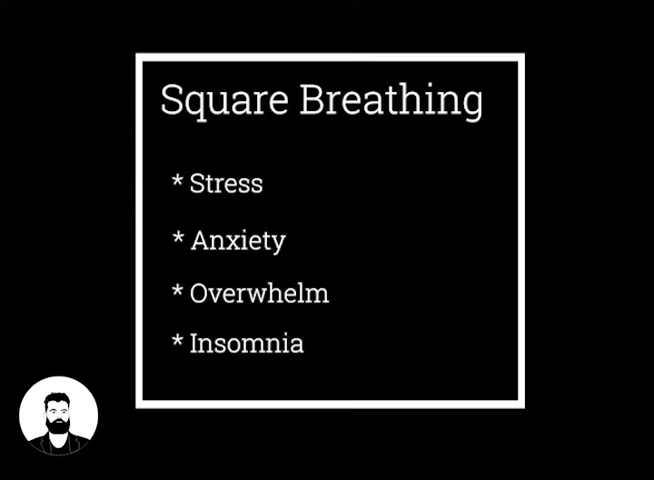 Square Breathing
* Stress
* Anxiety
* Overwhelm
* Insomnia